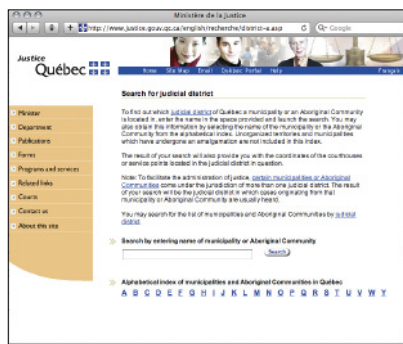 Ministère de la Justice
http://www.justice.gouv.qc.ca/english/recherche/district-a.asp
Google
Justice
Québec
Home Site Map Email Québec Portal Help Français
Search for judicial district
To find out which judicial district of Québec a municipality or an Aboriginal Community
is located in, enter the name in the space provided and launch the search. You may
also obtain this information by selecting the name of the municipality or the Aboriginal
Community from the alphabetical index. Unorganized territories and municipalities
which have undergone an amalgamation are not included in this index.
The result of your search will also provide you with the coordinates of the courthouses
or service points located in the judicial district in question.
Note: To facilitate the administration of justice, certain municipalities or Aboriginal
Communities come under the jurisdiction of more than one judicial district. The result
of your search will be the judicial district in which cases originating from that
municipality or Aboriginal Community are usually heard.
You may search for the list of municipalities and Aboriginal Communities by judicial
district.
Minister
Department
Publications
Forms
Programs and services
Related links
Courts
Contact us
About this site
Search by entering name of municipality or Aboriginal Community
Search
Alphabetical index of municipalities and Aboriginal Communities in Québec
A B C D E F G H I J K L M N O P Q R S T U V W Y